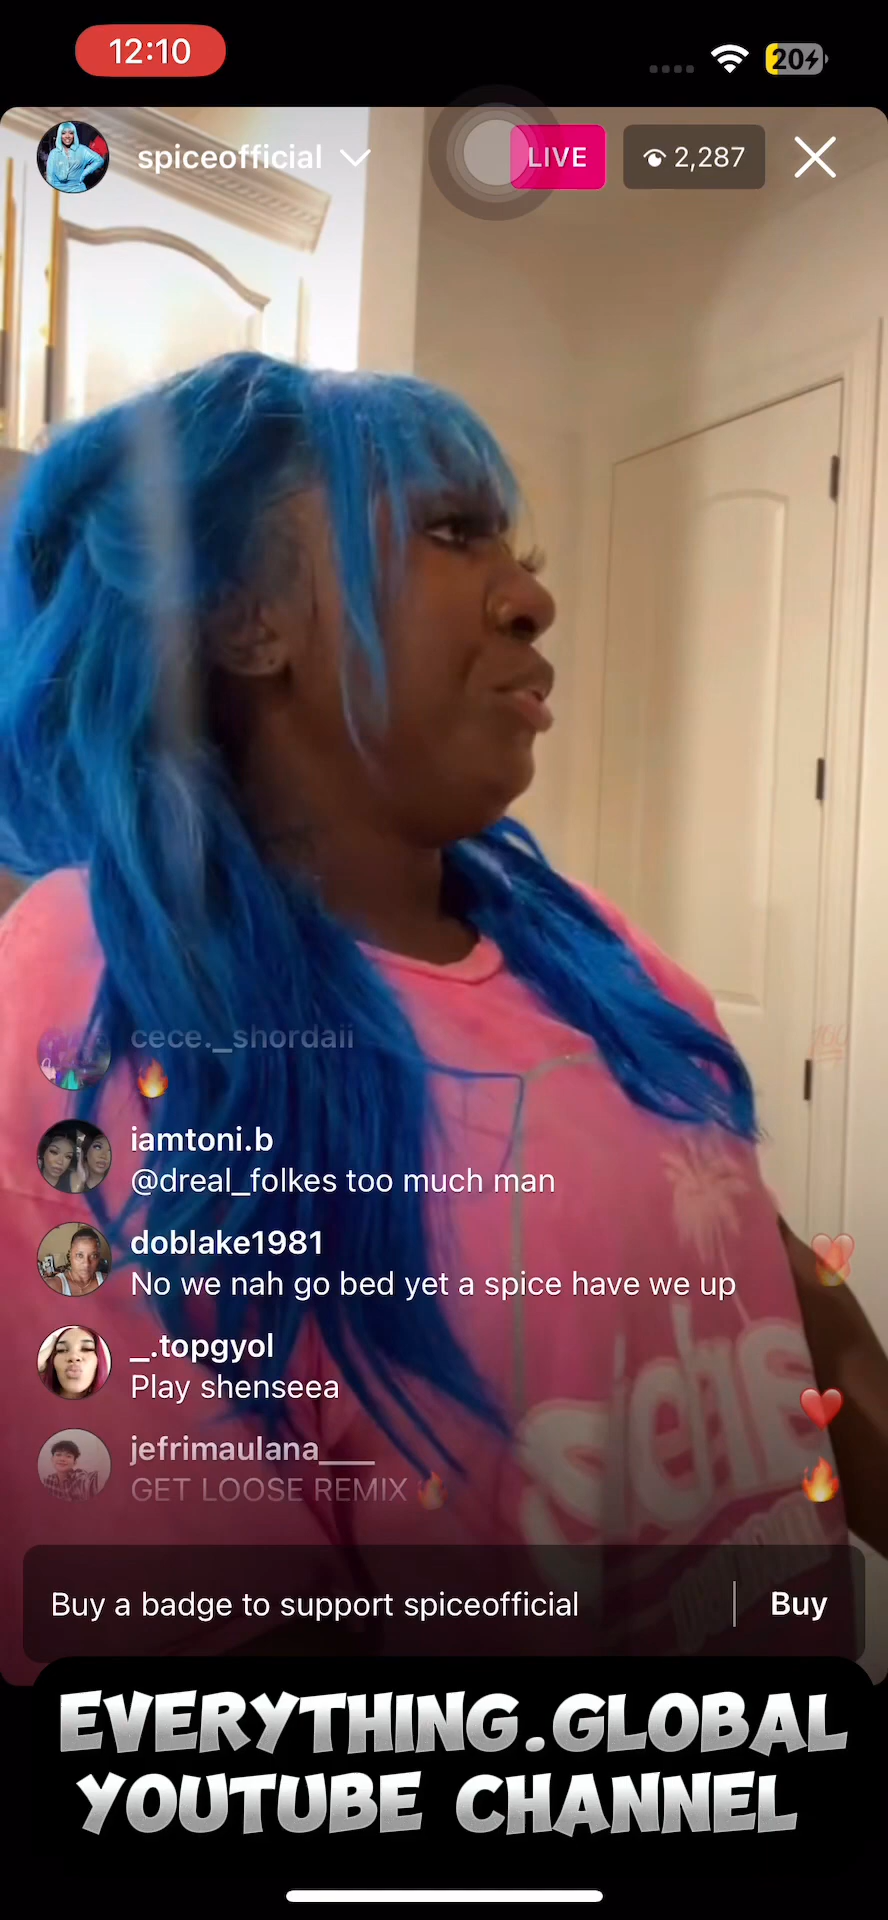 12:10
20
spiceofficial
LIVE
2,287
cece._shordaii
iamtoni.b
@dreal_folkes too much man
doblake1981
No we nah go bed yet a spice have we up
_.topgyol
Play shenseea
jefrimaulana___
GET LOOSE REMIX
Buy a badge to support spiceofficial
Buy
EVERYTHING.GLOBAL
YOUTUBE CHANNEL